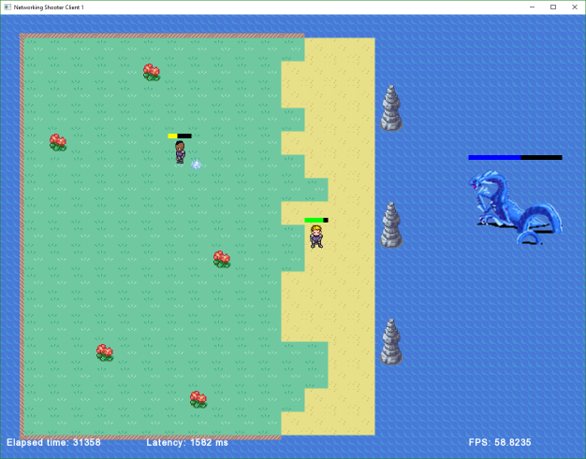 Networking Shooter Client 1
Elapsed time: 31358 Latency: 1582 ms FPS: 58.8235